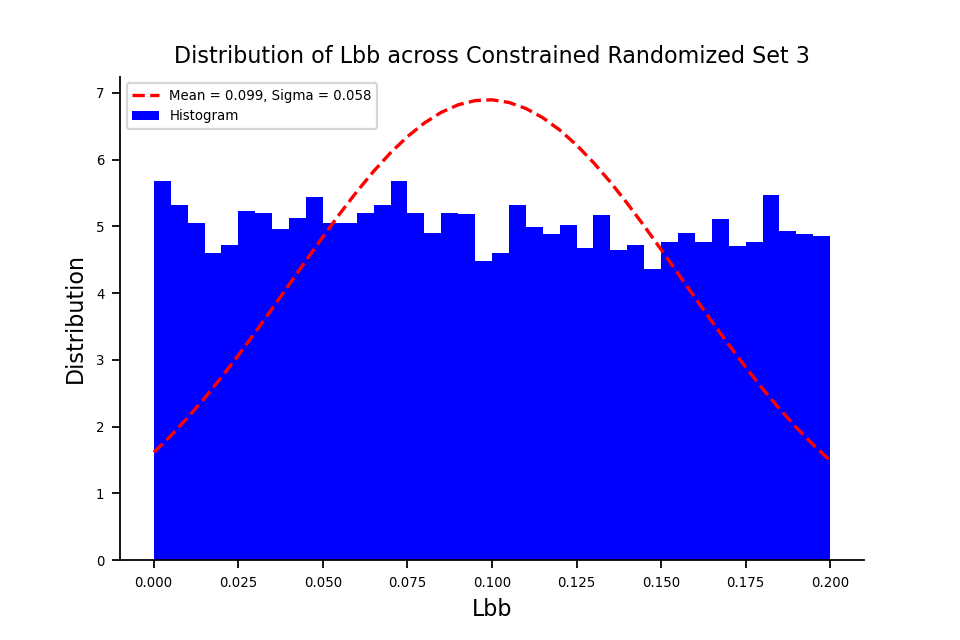 Distribution of Lbb across Constrained Randomized Set 3
Mean = 0.099, Sigma = 0.058
Histogram
Distribution
7
6
5
4
3
2
1
0
0.000 0.025 0.050 0.075 0.100 0.125 0.150 0.175 0.200
Lbb